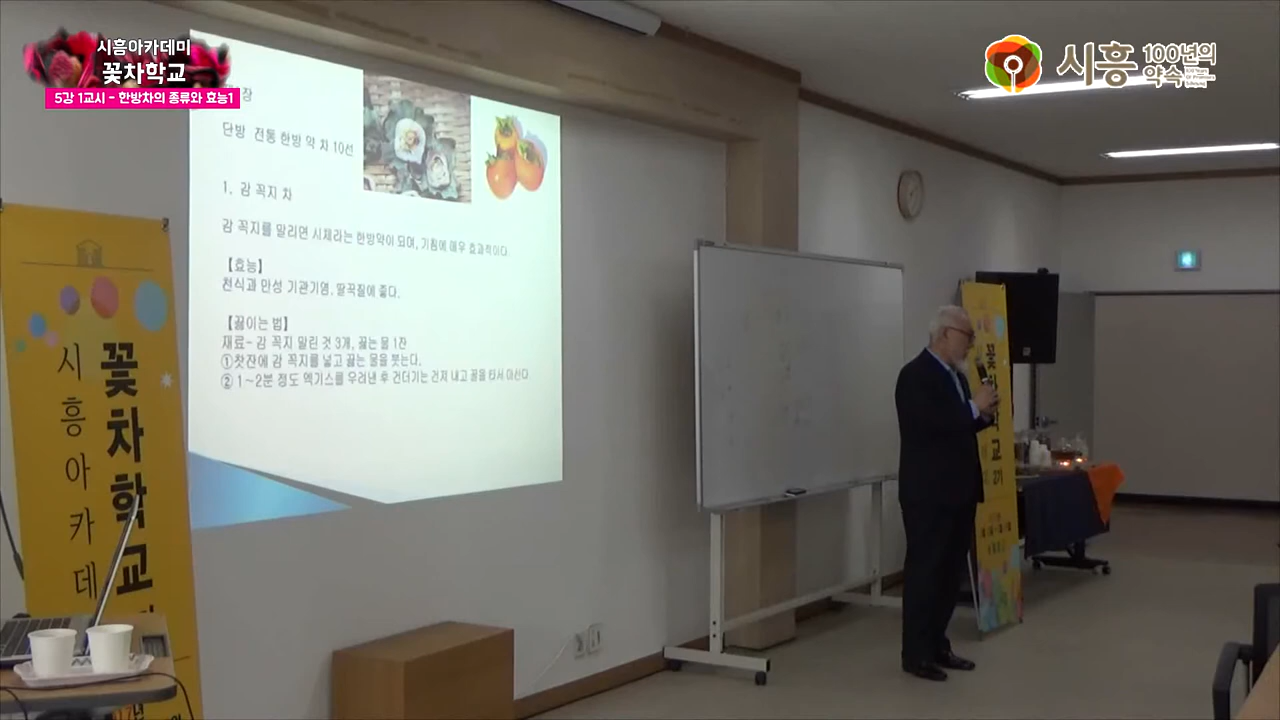 시흥아카데미
꽃차학교
5강 1교시 - 한방차의 종류와 효능1
시흥 100년의 약속
장
단방 전통 한방 약 차 10선
1. 감 꼭지 차
감 꼭지를 말리면 시체라는 한방약이 되며, 기침에 매우 효과적이다.
【효능】
천식과 만성 기관기염, 딸꾹질에 좋다.
【끓이는 법】
재료- 감 꼭지 말린 것 3개, 끓는 물 1잔
①찻잔에 감 꼭지를 넣고 끓는 물을 붓는다.
② 1~2분 정도 엑기스를 우려낸 후 건더기는 건져 내고 꿀을 타서 마신다
시흥아카데
꽃차학교
꽃차학교